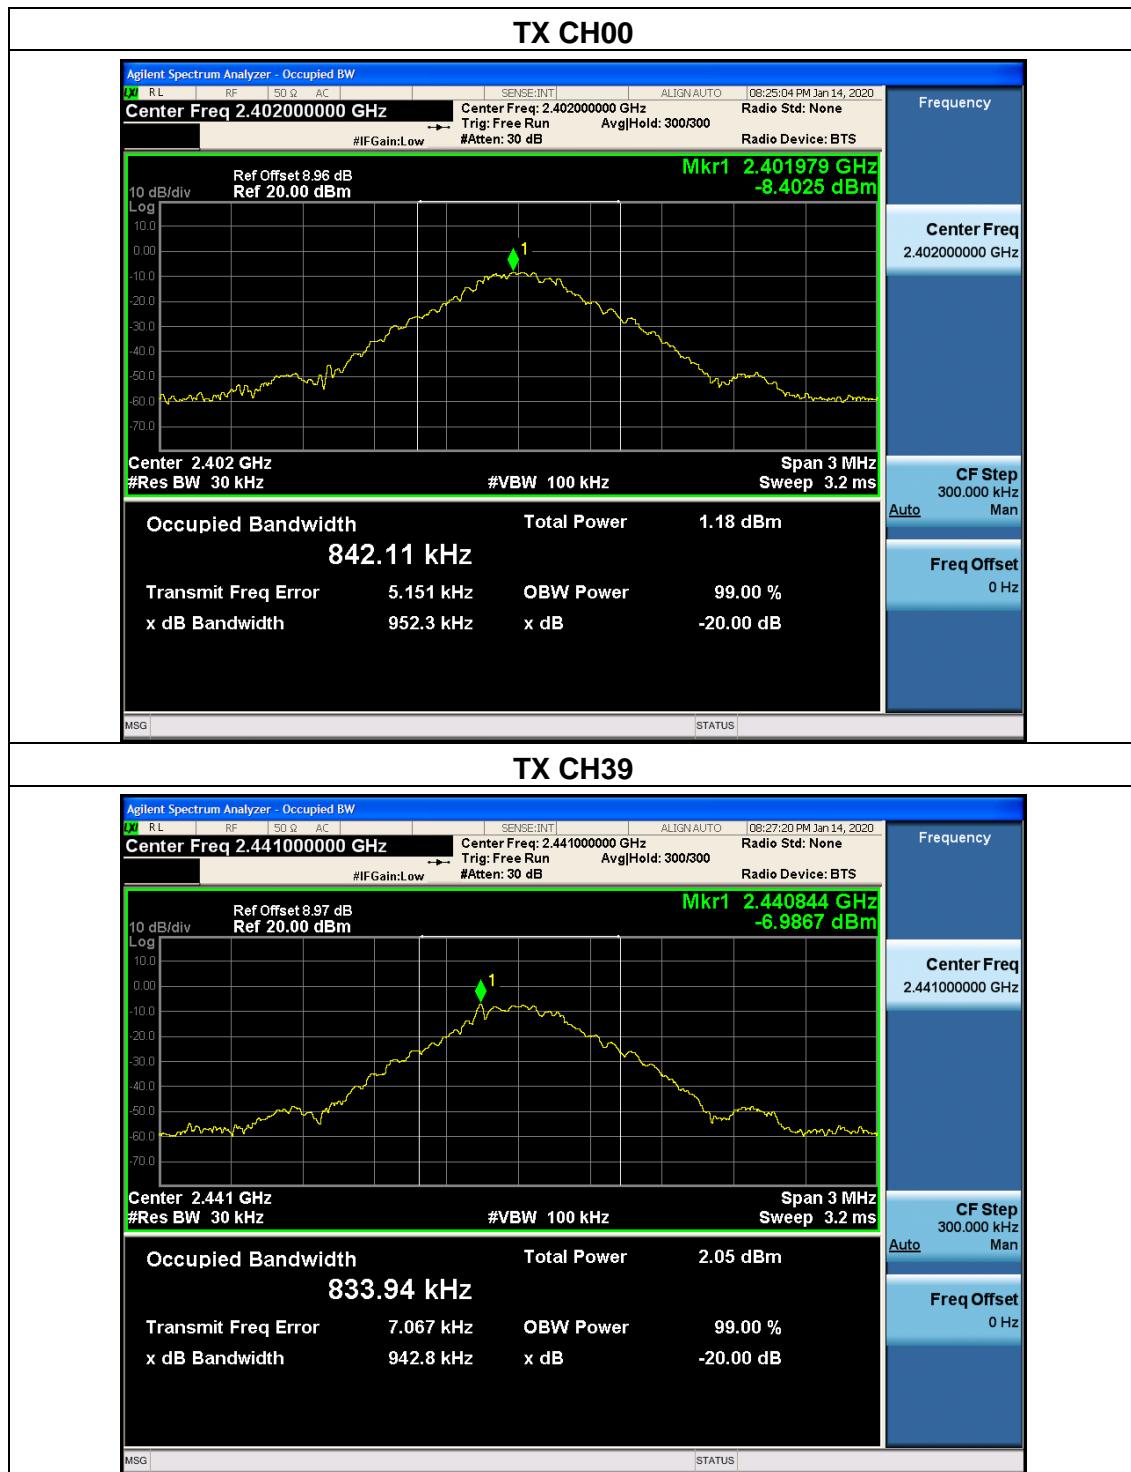 TX CH00
Agilent Spectrum Analyzer - Occupied BW
LXI RL RF 50 Ω AC SENSE:INT ALIGN AUTO 08:25:04 PM Jan 14, 2020
Center Freq 2.402000000 GHz
Center Freq: 2.402000000 GHz Radio Std: None
Trig: Free Run Avg|Hold: 300/300
#IFGain:Low #Atten: 30 dB Radio Device: BTS
Frequency
Mkr1 2.401979 GHz
-8.4025 dBm
Ref Offset 8.96 dB
10 dB/div Ref 20.00 dBm
Log
10.0
0.00
-10.0
-20.0
-30.0
-40.0
-50.0
-60.0
-70.0
1
Center 2.402 GHz Span 3 MHz
#Res BW 30 kHz #VBW 100 kHz Sweep 3.2 ms
Center Freq
2.402000000 GHz
CF Step
300.000 kHz
Auto Man
Freq Offset
0 Hz
Occupied Bandwidth Total Power 1.18 dBm
842.11 kHz
Transmit Freq Error 5.151 kHz OBW Power 99.00 %
x dB Bandwidth 952.3 kHz x dB -20.00 dB
MSG STATUS
TX CH39
Agilent Spectrum Analyzer - Occupied BW
LXI RL RF 50 Ω AC SENSE:INT ALIGN AUTO 08:27:20 PM Jan 14, 2020
Center Freq 2.441000000 GHz
Center Freq: 2.441000000 GHz Radio Std: None
Trig: Free Run Avg|Hold: 300/300
#IFGain:Low #Atten: 30 dB Radio Device: BTS
Frequency
Mkr1 2.440844 GHz
-6.9867 dBm
Ref Offset 8.97 dB
10 dB/div Ref 20.00 dBm
Log
10.0
0.00
-10.0
-20.0
-30.0
-40.0
-50.0
-60.0
-70.0
1
Center 2.441 GHz Span 3 MHz
#Res BW 30 kHz #VBW 100 kHz Sweep 3.2 ms
Center Freq
2.441000000 GHz
CF Step
300.000 kHz
Auto Man
Freq Offset
0 Hz
Occupied Bandwidth Total Power 2.05 dBm
833.94 kHz
Transmit Freq Error 7.067 kHz OBW Power 99.00 %
x dB Bandwidth 942.8 kHz x dB -20.00 dB
MSG STATUS